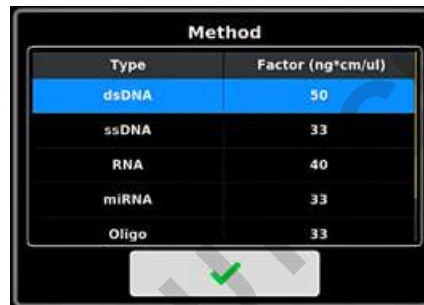 Method
Type Factor (ng*cm/ul)
dsDNA 50
ssDNA 33
RNA 40
miRNA 33
Oligo 33